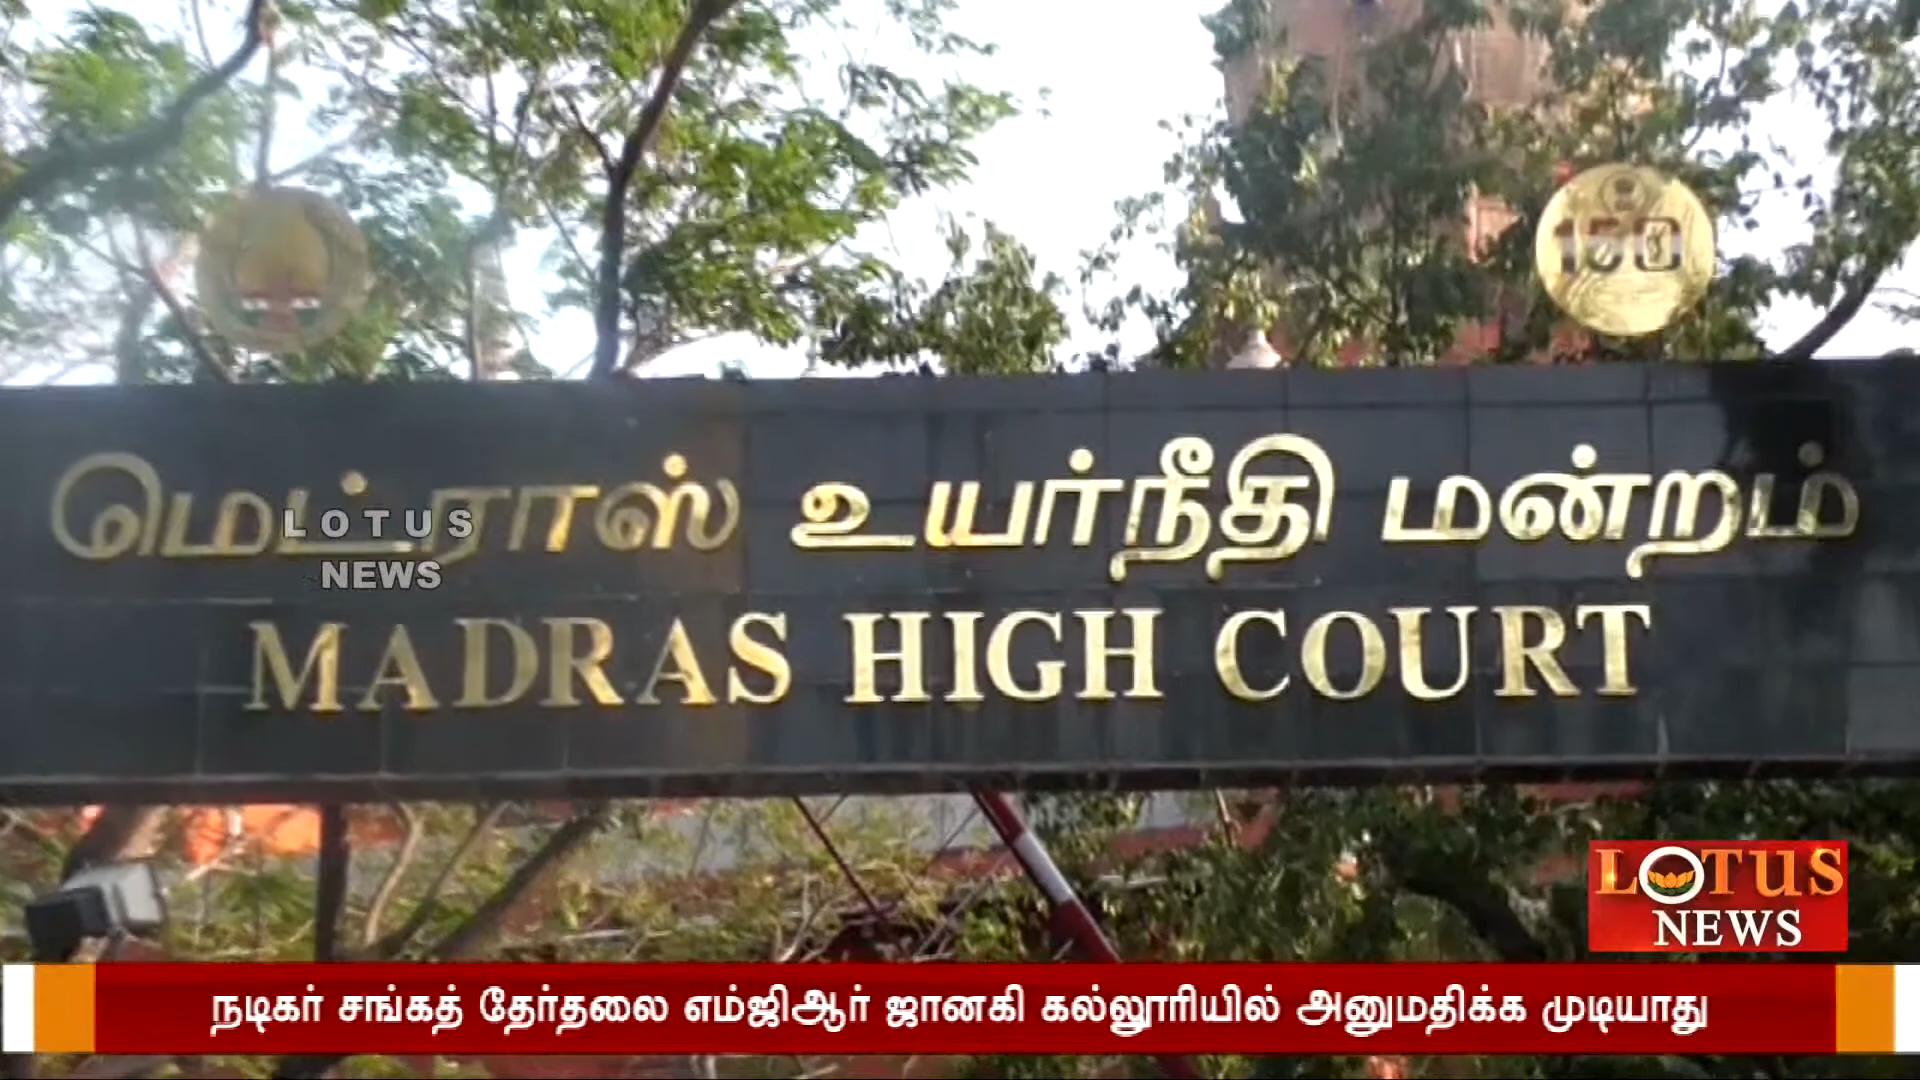 150
மெட்ராஸ் உயர்நீதி மன்றம்
LOTUS
NEWS
MADRAS HIGH COURT
LOTUS
NEWS
நடிகர் சங்கத் தேர்தலை எம்ஜிஆர் ஜானகி கல்லூரியில் அனுமதிக்க முடியாது